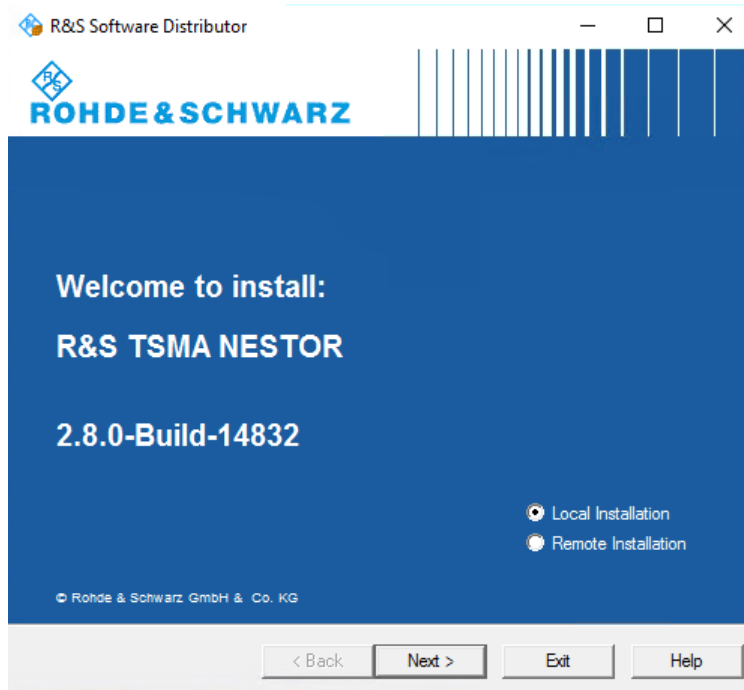 R&S Software Distributor
R&S
ROHDE&SCHWARZ
Welcome to install:
R&S TSMA NESTOR
2.8.0-Build-14832
Local Installation
Remote Installation
© Rohde & Schwarz GmbH & Co. KG
< Back
Next >
Exit
Help